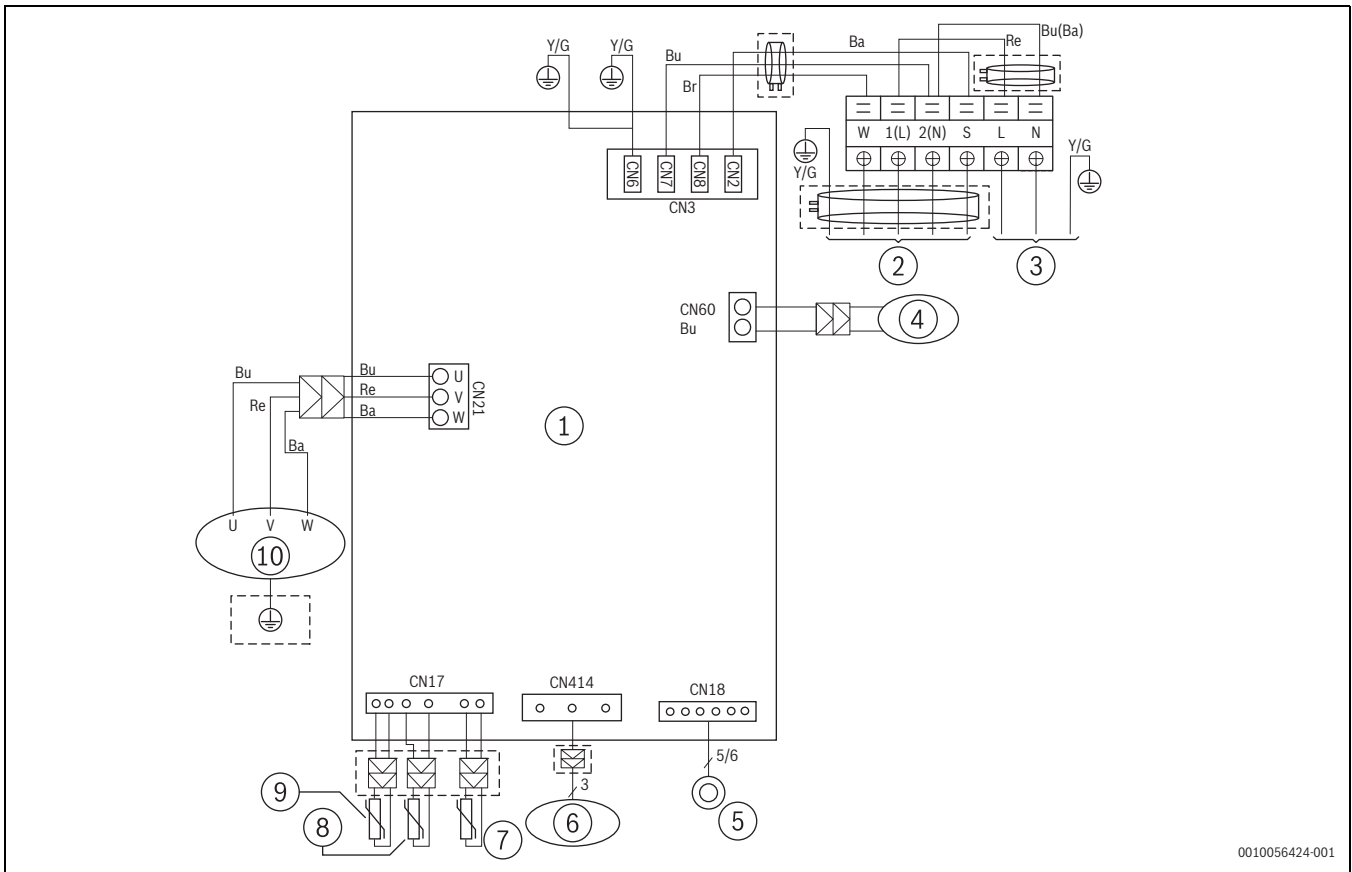 Y/G Y/G Bu Ba Re Bu(Ba)
Br
W 1(L) 2(N) S L N
Y/G Y/G
CN6 CN7 CN8 CN2
CN3
2 3
CN60
Bu
4
Bu Bu U
Re Re V CN21
Ba Ba W
1
U V W
10
CN17 CN414 CN18
5/6
3
9 8 7 6 5
0010056424-001